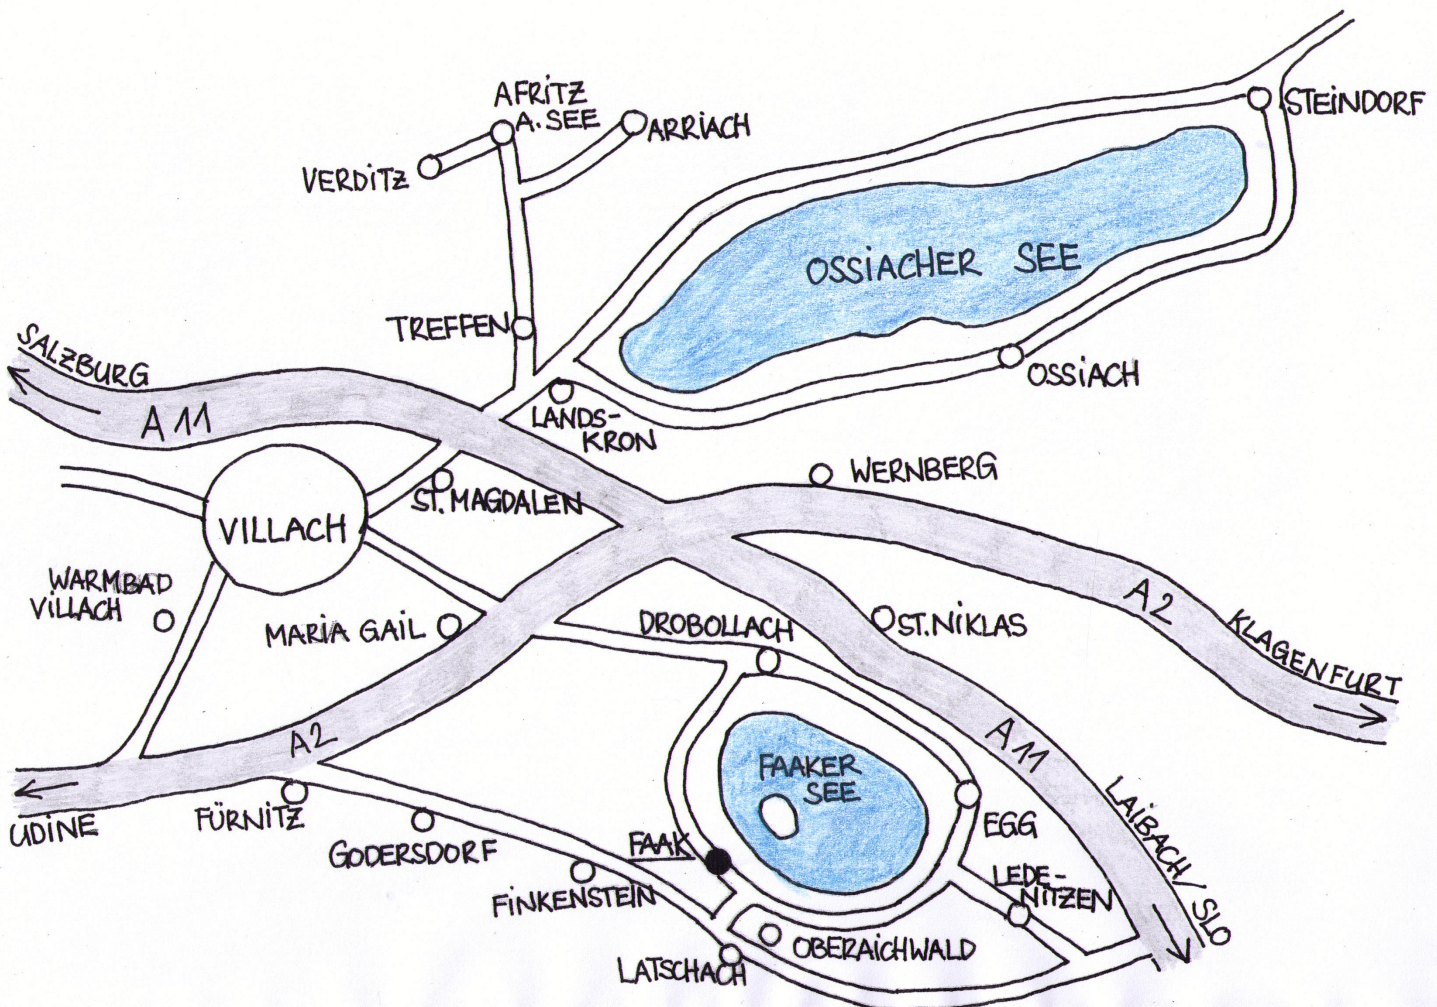 AFRITZ
A. SEE
ARRIACH
STEINDORF
VERDITZ
OSSIACHER SEE
TREFFEN
SALZBURG
A 11
OSSIACH
LANDS-
KRON
WERNBERG
ST. MAGDALEN
VILLACH
WARMBAD
VILLACH
MARIA GAIL
DROBOLLACH
ST. NIKLAS
A2
KLAGENFURT
A2
A 11
FAAKER
SEE
UDINE
FÜRNITZ
GODERSDORF
FAAK
EGG
LAIBACH/SLO
LEDE-
NITZEN
FINKENSTEIN
OBERAICHWALD
LATSCHACH